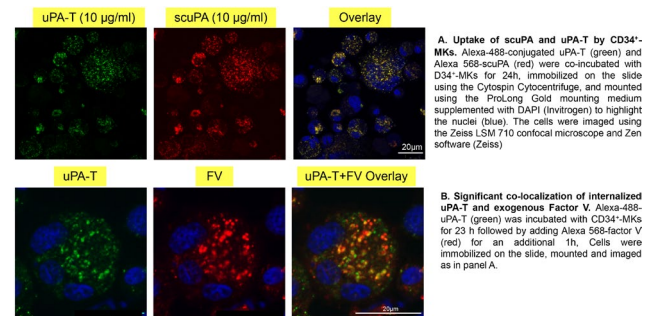 uPA-T (10 µg/ml)
scuPA (10 µg/ml)
Overlay
20µm
A. Uptake of scuPA and uPA-T by CD34⁺-
MKs. Alexa-488-conjugated uPA-T (green) and
Alexa 568-scuPA (red) were co-incubated with
D34⁺-MKs for 24h, immobilized on the slide
using the Cytospin Cytocentrifuge, and mounted
using the ProLong Gold mounting medium
supplemented with DAPI (Invitrogen) to highlight
the nuclei (blue). The cells were imaged using
the Zeiss LSM 710 confocal microscope and Zen
software (Zeiss)
uPA-T
FV
uPA-T+FV Overlay
20µm
B. Significant co-localization of internalized
uPA-T and exogenous Factor V. Alexa-488-
uPA-T (green) was incubated with CD34⁺-MKs
for 23 h followed by adding Alexa 568-factor V
(red) for an additional 1h, Cells were
immobilized on the slide, mounted and imaged
as in panel A.